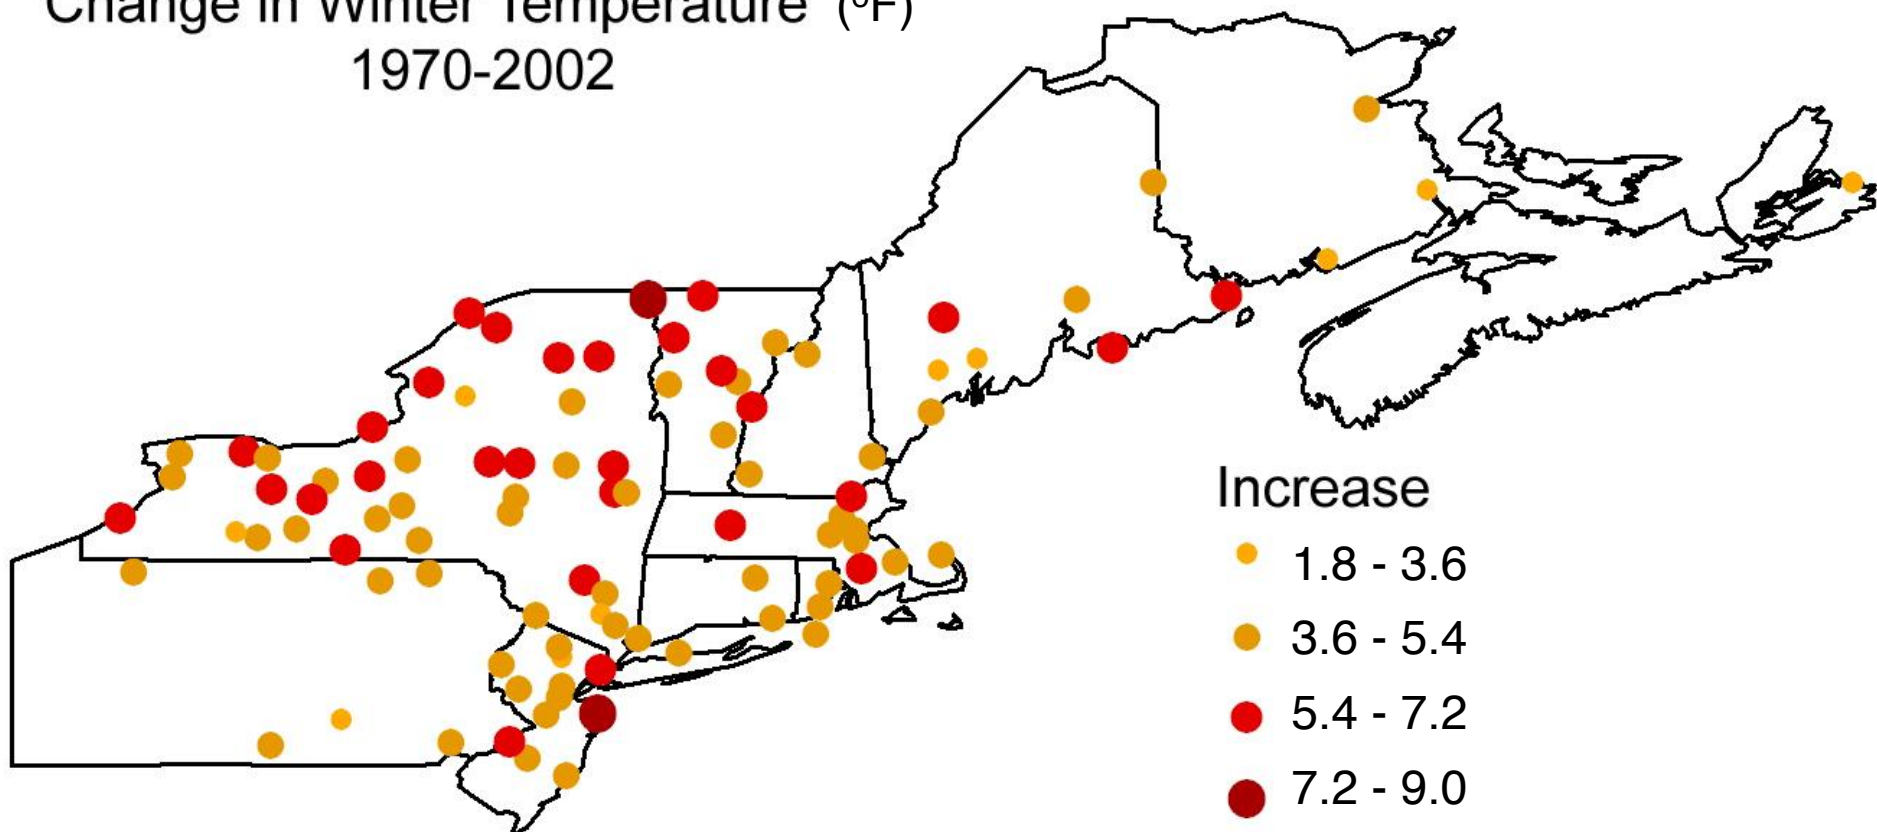 Change in Winter Temperature (ºF)
1970-2002
Increase
1.8 - 3.6
3.6 - 5.4
5.4 - 7.2
7.2 - 9.0